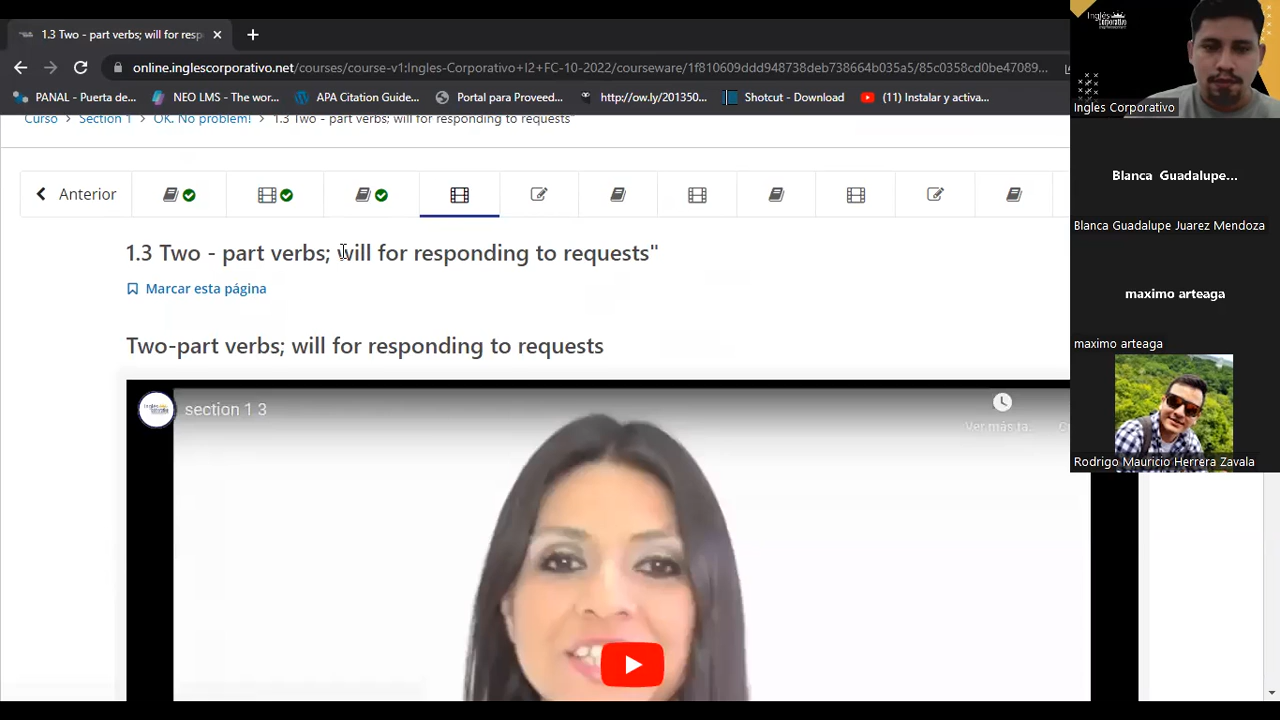 1.3 Two - part verbs; will for resp
online.inglescorporativo.net/courses/course-v1:Ingles-Corporativo+I2+FC-10-2022/courseware/1f810609ddd948738deb738664b035a5/85c0358cd0be47089...
PANAL - Puerta de...
NEO LMS - The wor...
APA Citation...
Portal para Proveed...
http://ow.ly/201350...
Shotcut - Download
(11) Instalar y activa...
Curso > Section 1 > OK. No problem! > 1.3 Two - part verbs; will for responding to requests"
Anterior
1.3 Two - part verbs; will for responding to requests"
Marcar esta página
Two-part verbs; will for responding to requests
section 1 3
Ver más ta...
Inglés
Corporativo
Ingles Corporativo
Blanca Guadalupe...
Blanca Guadalupe Juarez Mendoza
maximo arteaga
maximo arteaga
Rodrigo Mauricio Herrera Zavala